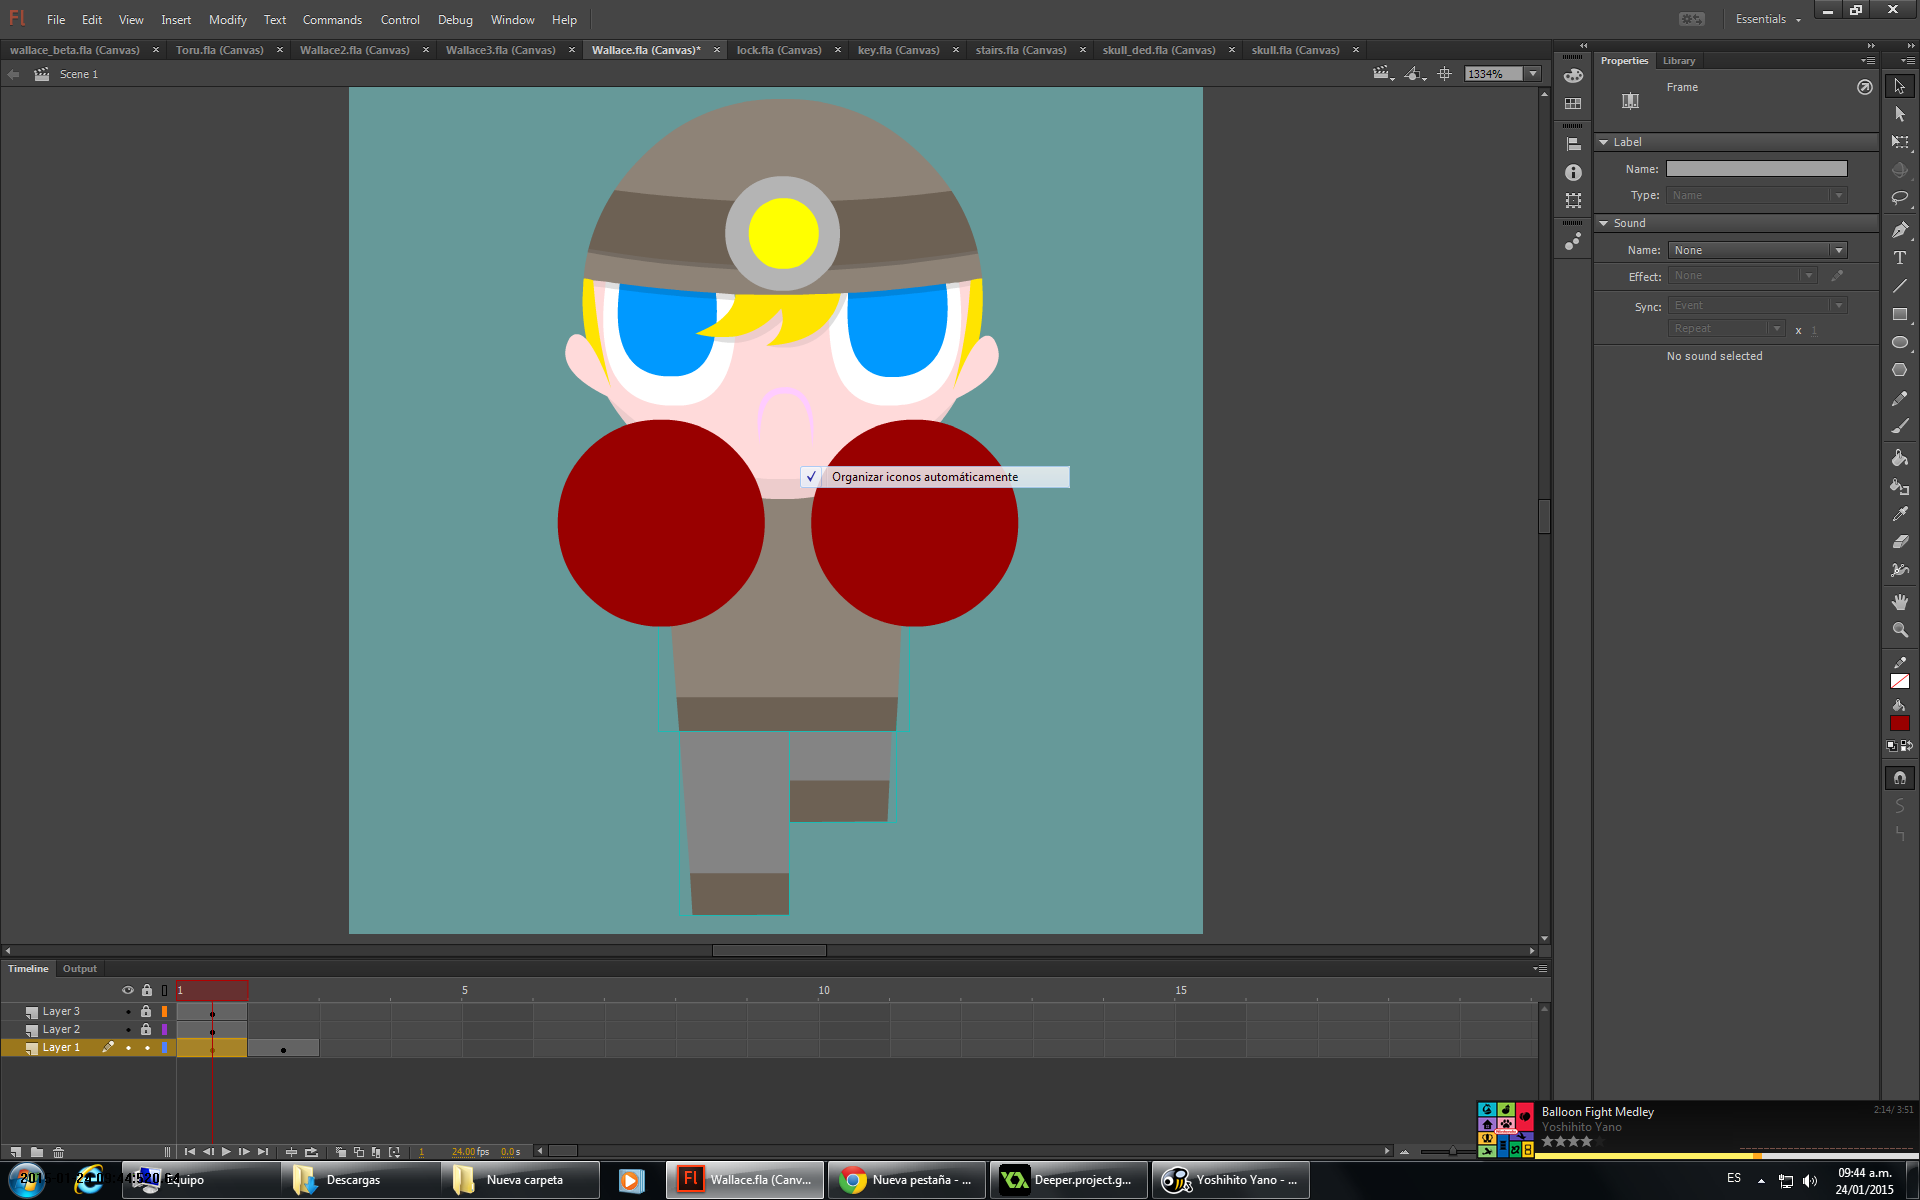 Fl File Edit View Insert Modify Text Commands Control Debug Window Help Essentials
wallace_beta.fla (Canvas) Toru.fla (Canvas) Wallace2.fla (Canvas) Wallace3.fla (Canvas) Wallace.fla (Canvas)* lock.fla (Canvas) key.fla (Canvas) stairs.fla (Canvas) skull_ded.fla (Canvas) skull.fla (Canvas)
Scene 1 1334%
Properties Library
Frame
Label
Name:
Type: Name
Sound
Name: None
Effect: None
Sync: Event
Repeat x 1
No sound selected
Organizar iconos automáticamente
Timeline Output
1 5 10 15
Layer 3
Layer 2
Layer 1
1 24.00 fps 0.0 s
Balloon Fight Medley 2:14/ 3:51
Yoshihito Yano
Equipo Descargas Nueva carpeta Fl Wallace.fla (Canv... Nueva pestaña - ... Deeper.project.g... Yoshihito Yano - ... ES
09:44 a.m.
24/01/2015